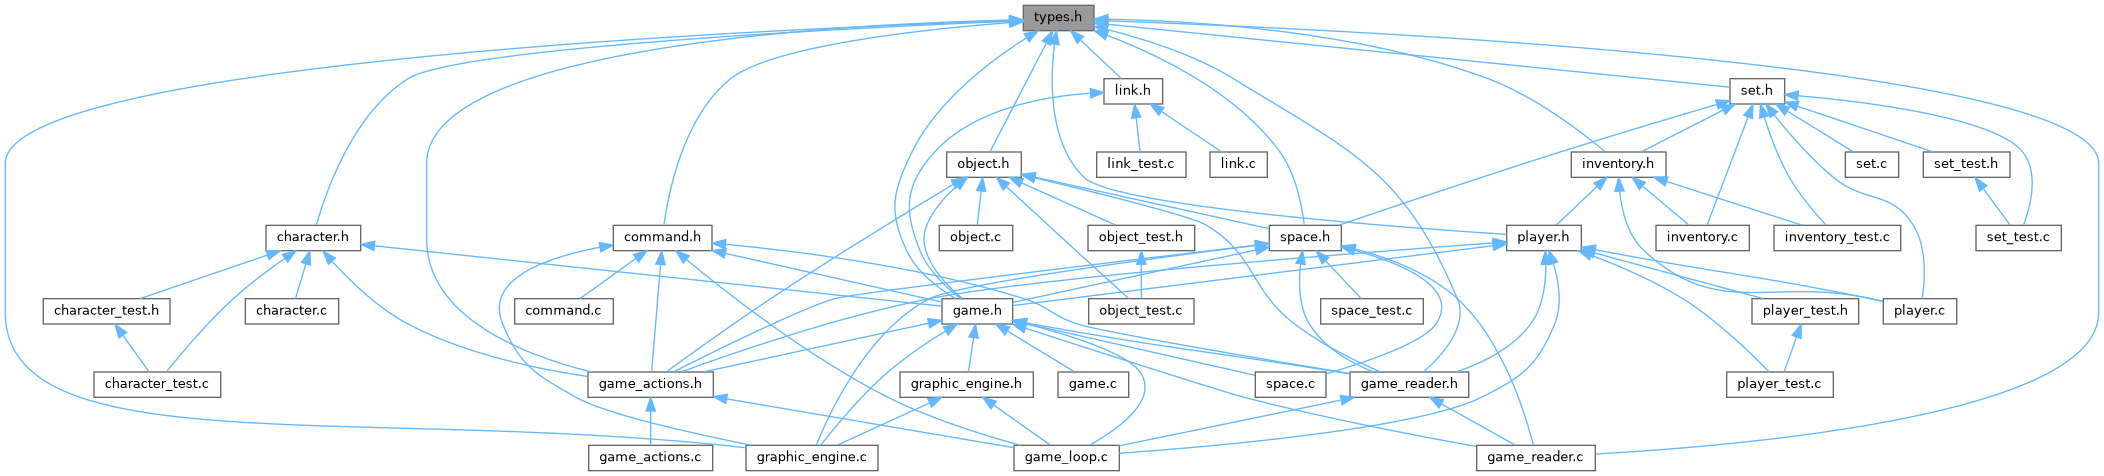 types.h
link.h
set.h
object.h
link_test.c
link.c
inventory.h
set.c
set_test.h
character.h
command.h
object.c
object_test.h
space.h
player.h
inventory.c
inventory_test.c
set_test.c
character_test.h
character.c
command.c
game.h
object_test.c
space_test.c
player_test.h
player.c
character_test.c
game_actions.h
graphic_engine.h
game.c
space.c
game_reader.h
player_test.c
game_actions.c
graphic_engine.c
game_loop.c
game_reader.c